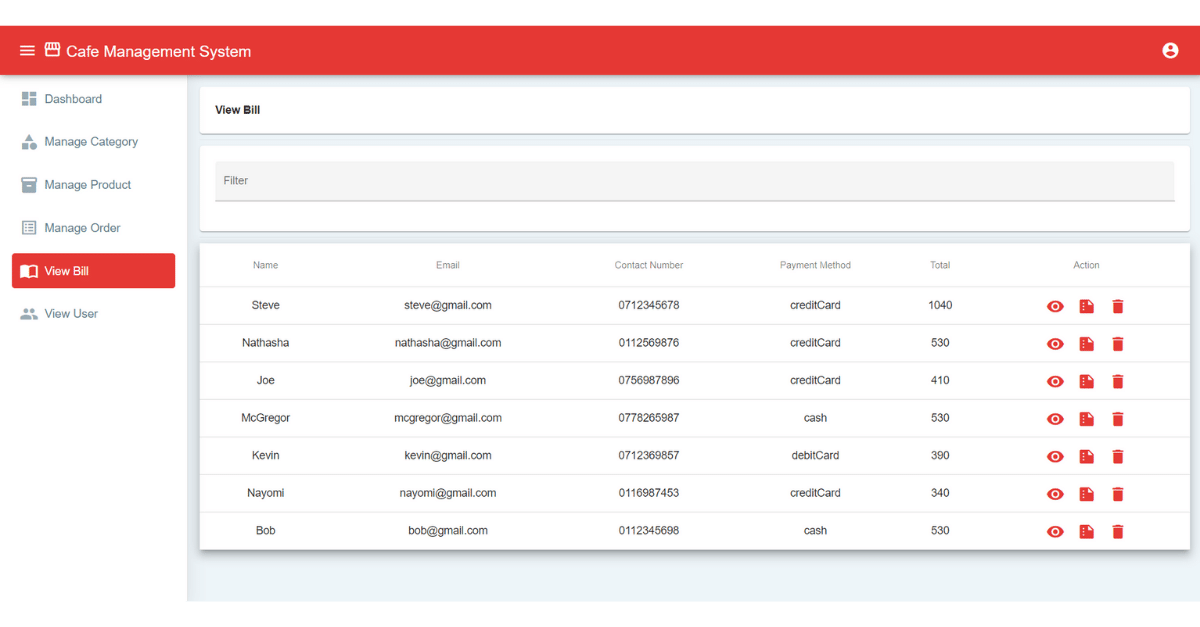 Cafe Management System
Dashboard
Manage Category
Manage Product
Manage Order
View Bill
View User
View Bill
Filter
Name Email Contact Number Payment Method Total Action
Steve steve@gmail.com 0712345678 creditCard 1040
Nathasha nathasha@gmail.com 0112569876 creditCard 530
Joe joe@gmail.com 0756987896 creditCard 410
McGregor mcgregor@gmail.com 0778265987 cash 530
Kevin kevin@gmail.com 0712369857 debitCard 390
Nayomi nayomi@gmail.com 0116987453 creditCard 340
Bob bob@gmail.com 0112345698 cash 530